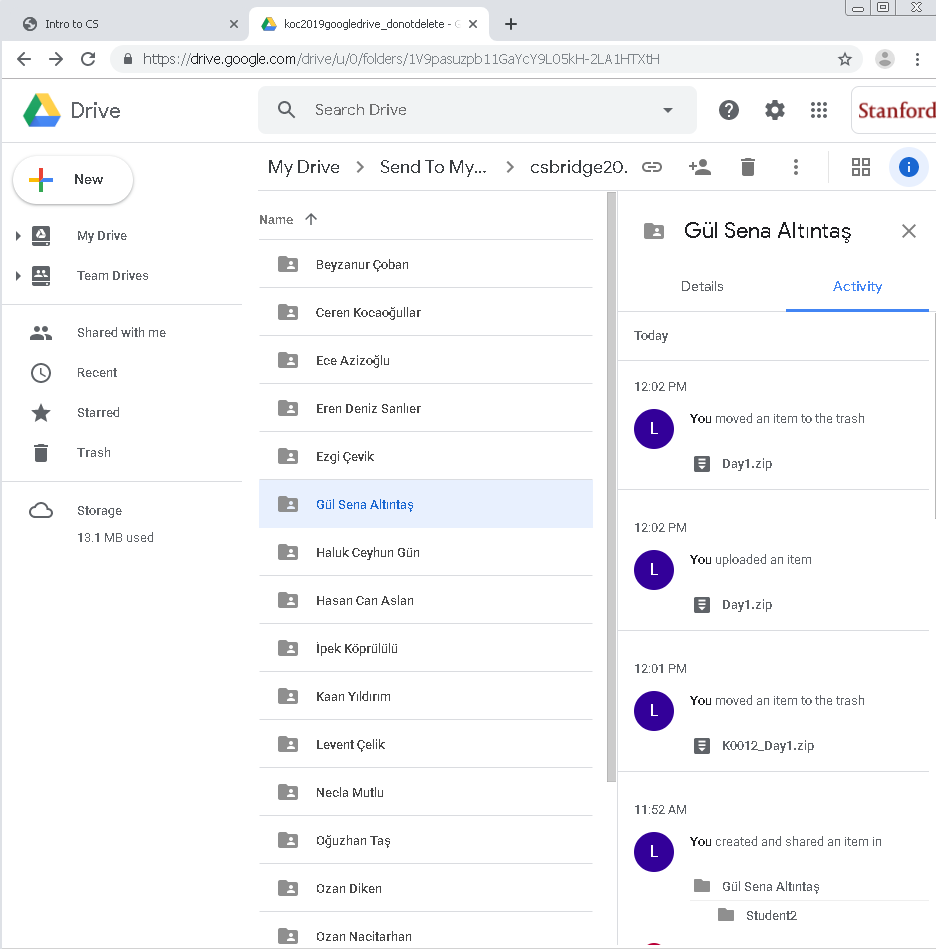 Intro to CS
koc2019googledrive_donotdelete - G
https://drive.google.com/drive/u/0/folders/1V9pasuzpb11GaYcY9L05kH-2LA1HTXtH
Drive
Search Drive
Stanford
New
My Drive
Team Drives
Shared with me
Recent
Starred
Trash
Storage
13.1 MB used
My Drive > Send To My... > csbridge20.
Name
Beyzanur Çoban
Ceren Kocaoğullar
Ece Azizoğlu
Eren Deniz Sanlıer
Ezgi Çevik
Gül Sena Altıntaş
Haluk Ceyhun Gün
Hasan Can Aslan
İpek Köprülülü
Kaan Yıldırım
Levent Çelik
Necla Mutlu
Oğuzhan Taş
Ozan Diken
Ozan Nacitarhan
Gül Sena Altıntaş
Details
Activity
Today
12:02 PM
L
You moved an item to the trash
Day1.zip
12:02 PM
L
You uploaded an item
Day1.zip
12:01 PM
L
You moved an item to the trash
K0012_Day1.zip
11:52 AM
L
You created and shared an item in
Gül Sena Altıntaş
Student2